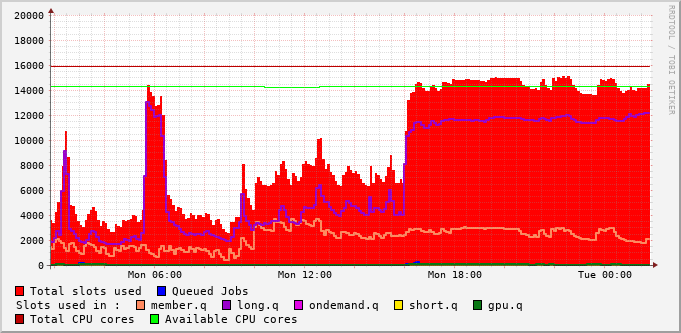 20000
18000
16000
14000
12000
10000
8000
6000
4000
2000
0
Mon 06:00 Mon 12:00 Mon 18:00 Tue 00:00
RRDTOOL / TOBI OETIKER
Total slots used Queued Jobs
Slots used in : member.q long.q ondemand.q short.q gpu.q
Total CPU cores Available CPU cores